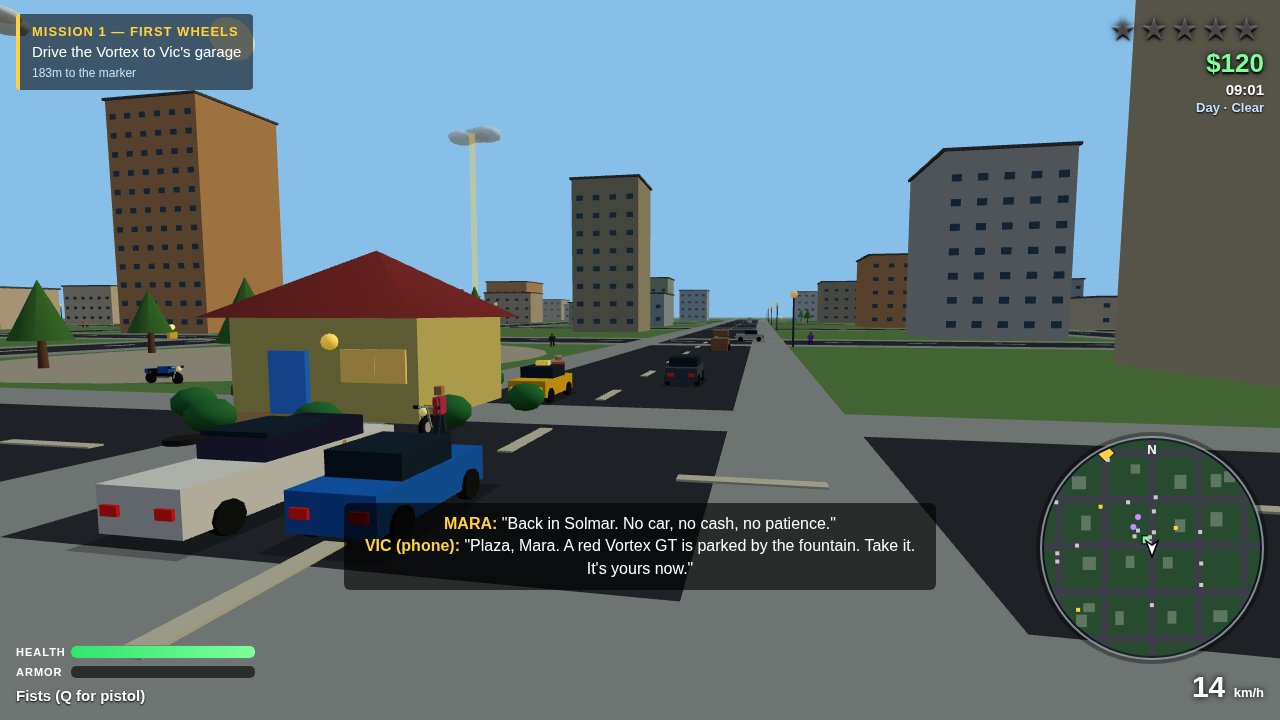 MISSION 1 — FIRST WHEELS
Drive the Vortex to Vic's garage
183m to the marker
$120
09:01
Day · Clear
N
MARA: "Back in Solmar. No car, no cash, no patience."
VIC (phone): "Plaza, Mara. A red Vortex GT is parked by the fountain. Take it.
It's yours now."
HEALTH
ARMOR
Fists (Q for pistol)
14 km/h